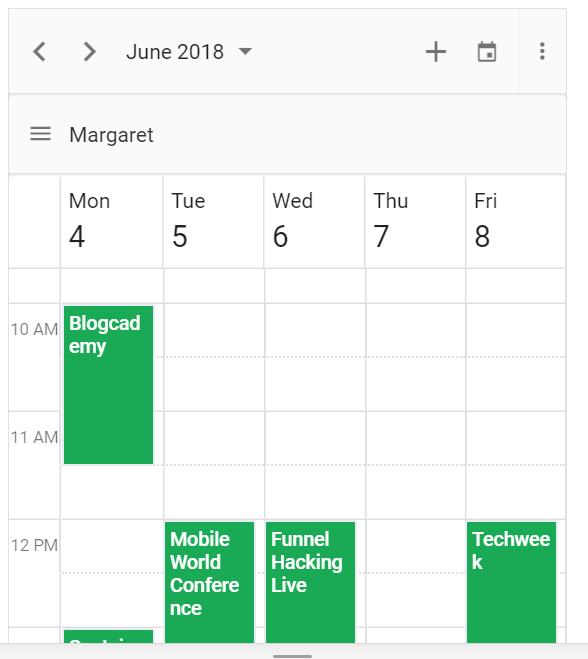 June 2018
Margaret
Mon Tue Wed Thu Fri
4 5 6 7 8
10 AM
Blogcad
emy
11 AM
12 PM
Mobile
World
Confere
nce
Funnel
Hacking
Live
Techwee
k